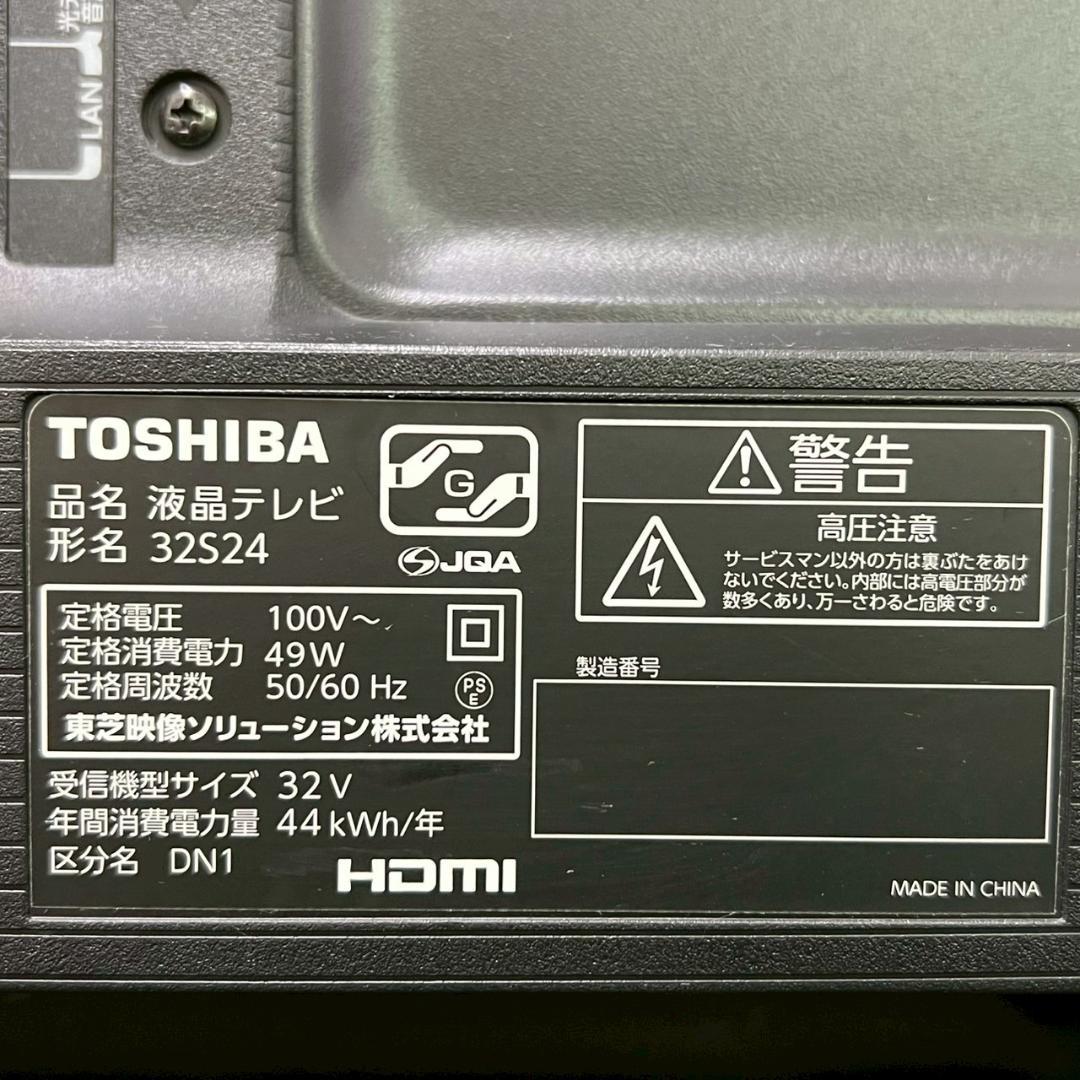 光デ
音声
LAN
TOSHIBA
品名 液晶テレビ
形名 32S24
G
JQA
定格電圧 100V～
定格消費電力 49W
定格周波数 50/60 Hz
PS
E
東芝映像ソリューション株式会社
受信機型サイズ 32V
年間消費電力量 44kWh/年
区分名 DN1
HDMI
警告
高圧注意
サービスマン以外の方は裏ぶたをあけ
ないでください。内部には高電圧部分が
数多くあり、万一さわると危険です。
製造番号
MADE IN CHINA